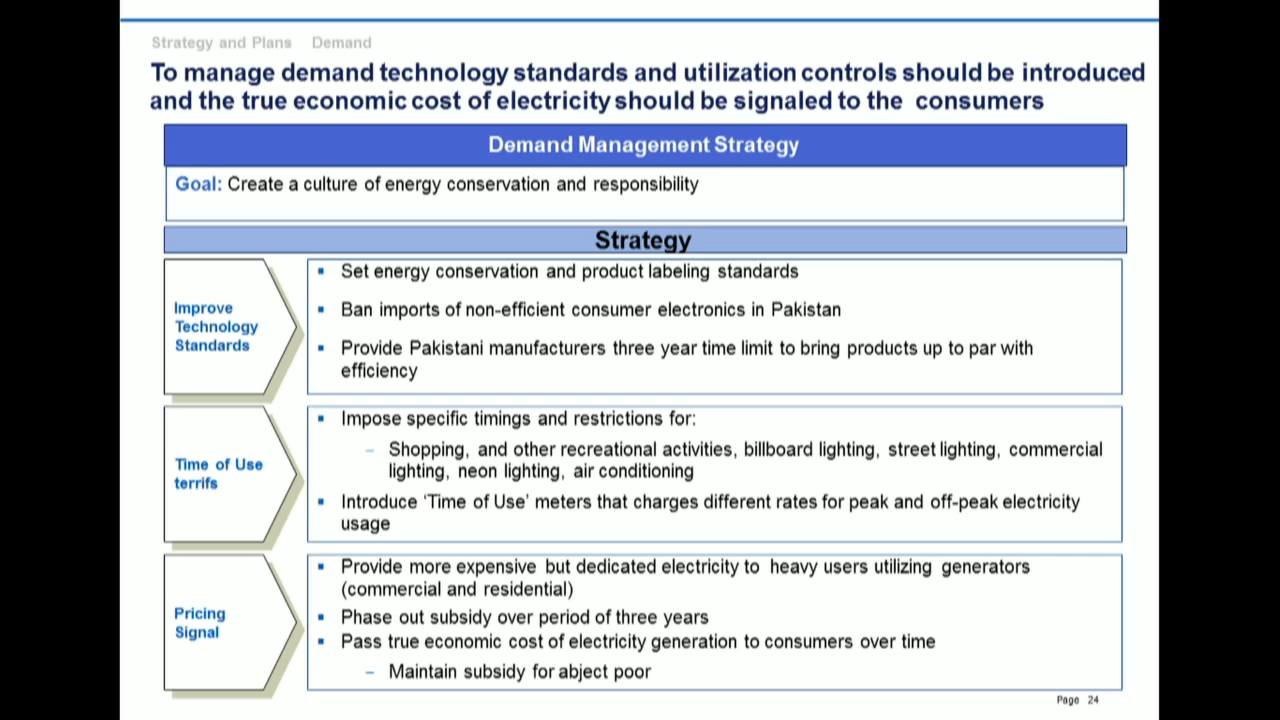 Strategy and Plans Demand
To manage demand technology standards and utilization controls should be introduced
and the true economic cost of electricity should be signaled to the consumers
Demand Management Strategy
Goal: Create a culture of energy conservation and responsibility
Strategy
Improve
Technology
Standards
▪ Set energy conservation and product labeling standards
▪ Ban imports of non-efficient consumer electronics in Pakistan
▪ Provide Pakistani manufacturers three year time limit to bring products up to par with
efficiency
Time of Use
terrifs
▪ Impose specific timings and restrictions for:
– Shopping, and other recreational activities, billboard lighting, street lighting, commercial
lighting, neon lighting, air conditioning
▪ Introduce ‘Time of Use’ meters that charges different rates for peak and off-peak electricity
usage
Pricing
Signal
▪ Provide more expensive but dedicated electricity to heavy users utilizing generators
(commercial and residential)
▪ Phase out subsidy over period of three years
▪ Pass true economic cost of electricity generation to consumers over time
– Maintain subsidy for abject poor
Page 24